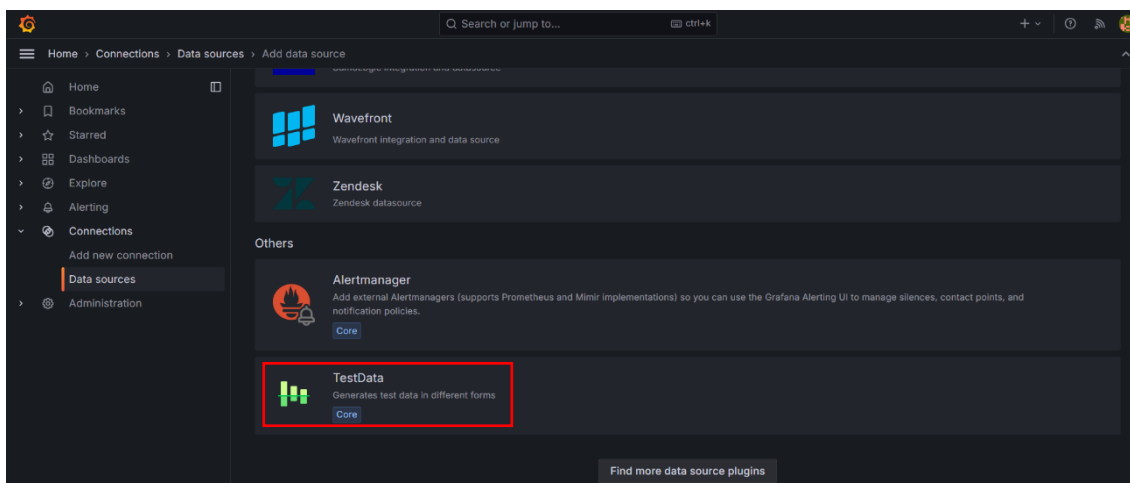 Search or jump to... ctrl+k
Home › Connections › Data sources › Add data source
Home
Bookmarks
Starred
Dashboards
Explore
Alerting
Connections
Add new connection
Data sources
Administration
Wavefront
Wavefront integration and data source
Zendesk
Zendesk datasource
Others
Alertmanager
Add external Alertmanagers (supports Prometheus and Mimir implementations) so you can use the Grafana Alerting UI to manage silences, contact points, and
notification policies.
Core
TestData
Generates test data in different forms
Core
Find more data source plugins